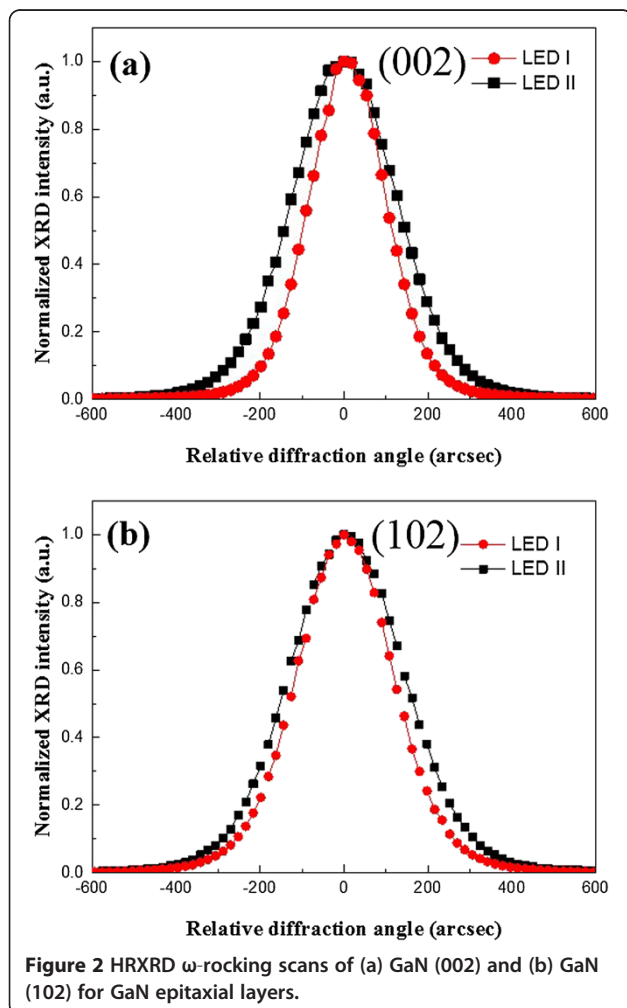 (a)
(002)
LED I
LED II
Normalized XRD intensity (a.u.)
1.0
0.8
0.6
0.4
0.2
0.0
-600 -400 -200 0 200 400 600
Relative diffraction angle (arcsec)
(b)
(102)
LED I
LED II
Normalized XRD intensity (a.u.)
1.0
0.8
0.6
0.4
0.2
0.0
-600 -400 -200 0 200 400 600
Relative diffraction angle (arcsec)
Figure 2 HRXRD ω-rocking scans of (a) GaN (002) and (b) GaN
(102) for GaN epitaxial layers.